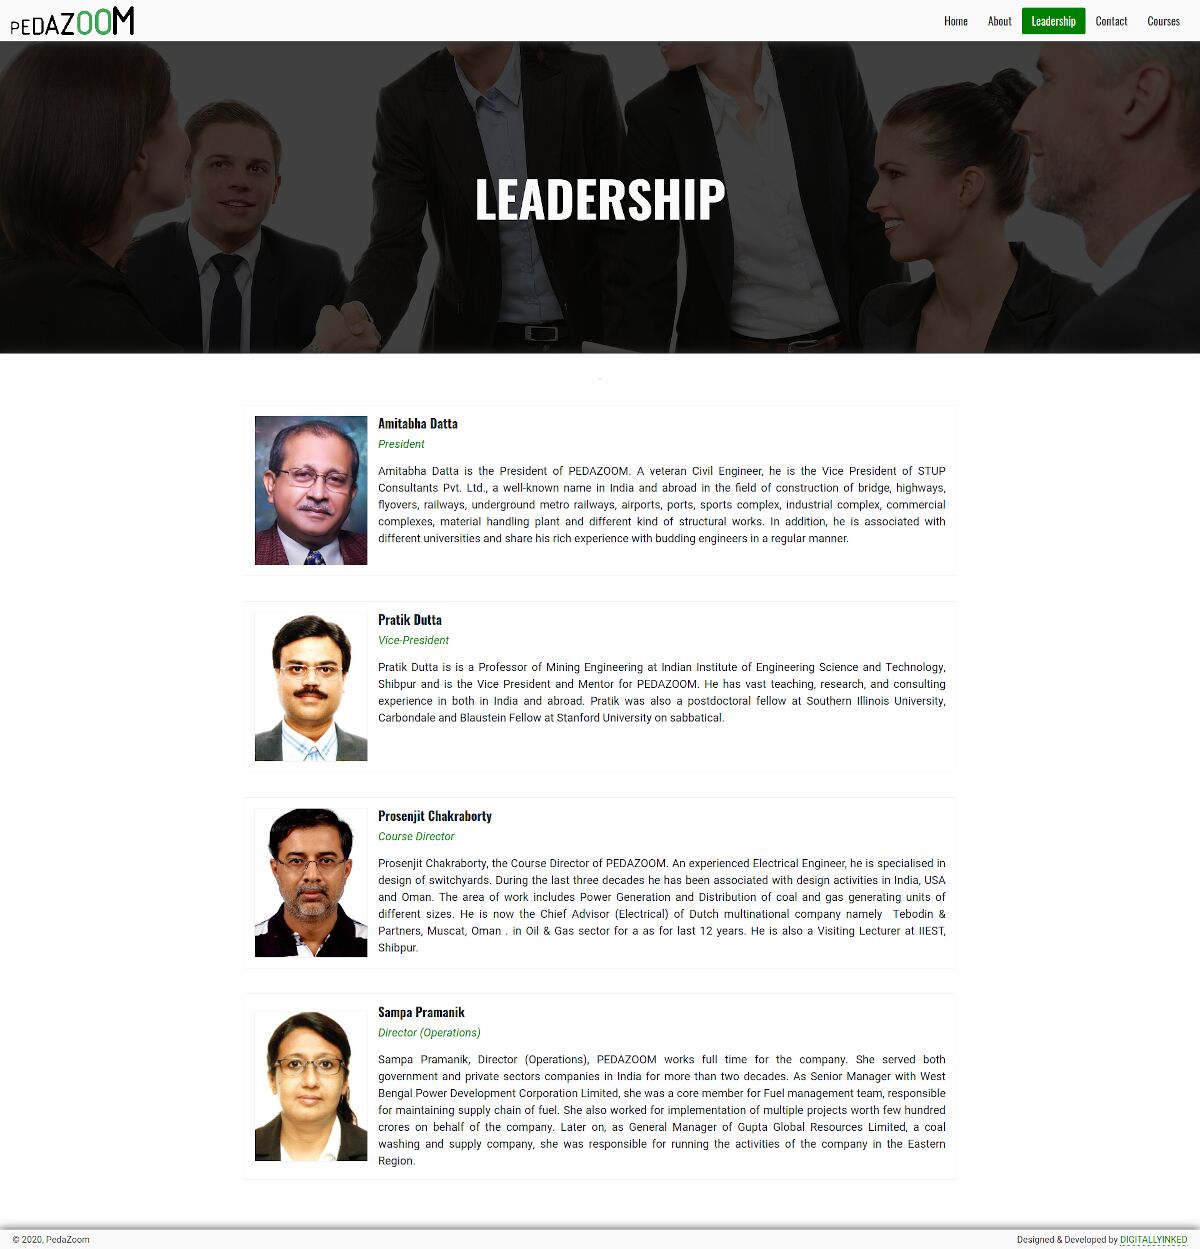 PEDAZOOM
Home About Leadership Contact Courses
LEADERSHIP
Amitabha Datta
President
Amitabha Datta is the President of PEDAZOOM. A veteran Civil Engineer, he is the Vice President of STUP
Consultants Pvt. Ltd., a well-known name in India and abroad in the field of construction of bridge, highways,
flyovers, railways, underground metro railways, airports, ports, sports complex, industrial complex, commercial
complexes, material handling plant and different kind of structural works. In addition, he is associated with
different universities and share his rich experience with budding engineers in a regular manner.
Pratik Dutta
Vice-President
Pratik Dutta is is a Professor of Mining Engineering at Indian Institute of Engineering Science and Technology,
Shibpur and is the Vice President and Mentor for PEDAZOOM. He has vast teaching, research, and consulting
experience in both in India and abroad. Pratik was also a postdoctoral fellow at Southern Illinois University,
Carbondale and Blaustein Fellow at Stanford University on sabbatical.
Prosenjit Chakraborty
Course Director
Prosenjit Chakraborty, the Course Director of PEDAZOOM. An experienced Electrical Engineer, he is specialised in
design of switchyards. During the last three decades he has been associated with design activities in India, USA
and Oman. The area of work includes Power Generation and Distribution of coal and gas generating units of
different sizes. He is now the Chief Advisor (Electrical) of Dutch multinational company namely Tebodin &
Partners, Muscat, Oman . in Oil & Gas sector for a as for last 12 years. He is also a Visiting Lecturer at IIEST,
Shibpur.
Sampa Pramanik
Director (Operations)
Sampa Pramanik, Director (Operations), PEDAZOOM works full time for the company. She served both
government and private sectors companies in India for more than two decades. As Senior Manager with West
Bengal Power Development Corporation Limited, she was a core member for Fuel management team, responsible
for maintaining supply chain of fuel. She also worked for implementation of multiple projects worth few hundred
crores on behalf of the company. Later on, as General Manager of Gupta Global Resources Limited, a coal
washing and supply company, she was responsible for running the activities of the company in the Eastern
Region.
© 2020, PedaZoom Designed & Developed by DIGITALLYINKED